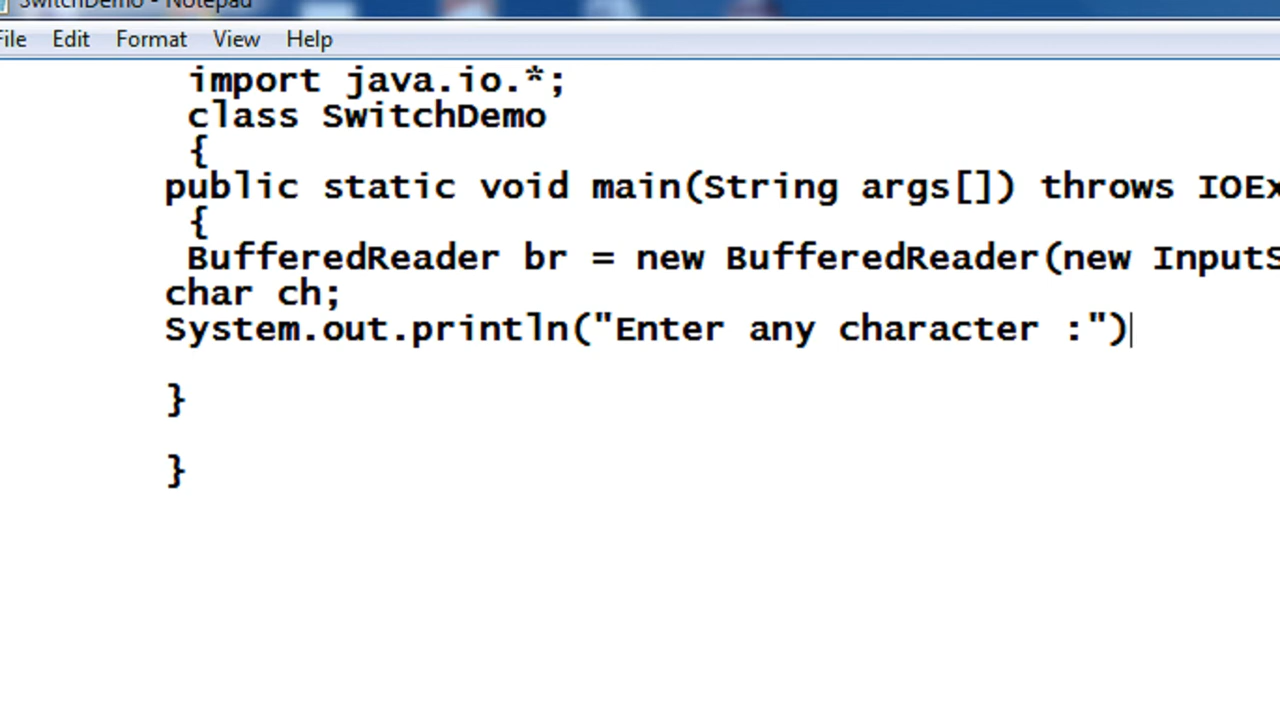 SwitchDemo - Notepad
File Edit Format View Help
import java.io.*;
class SwitchDemo
{
public static void main(String args[]) throws IOEx
{
BufferedReader br = new BufferedReader(new InputS
char ch;
System.out.println("Enter any character :")
}
}